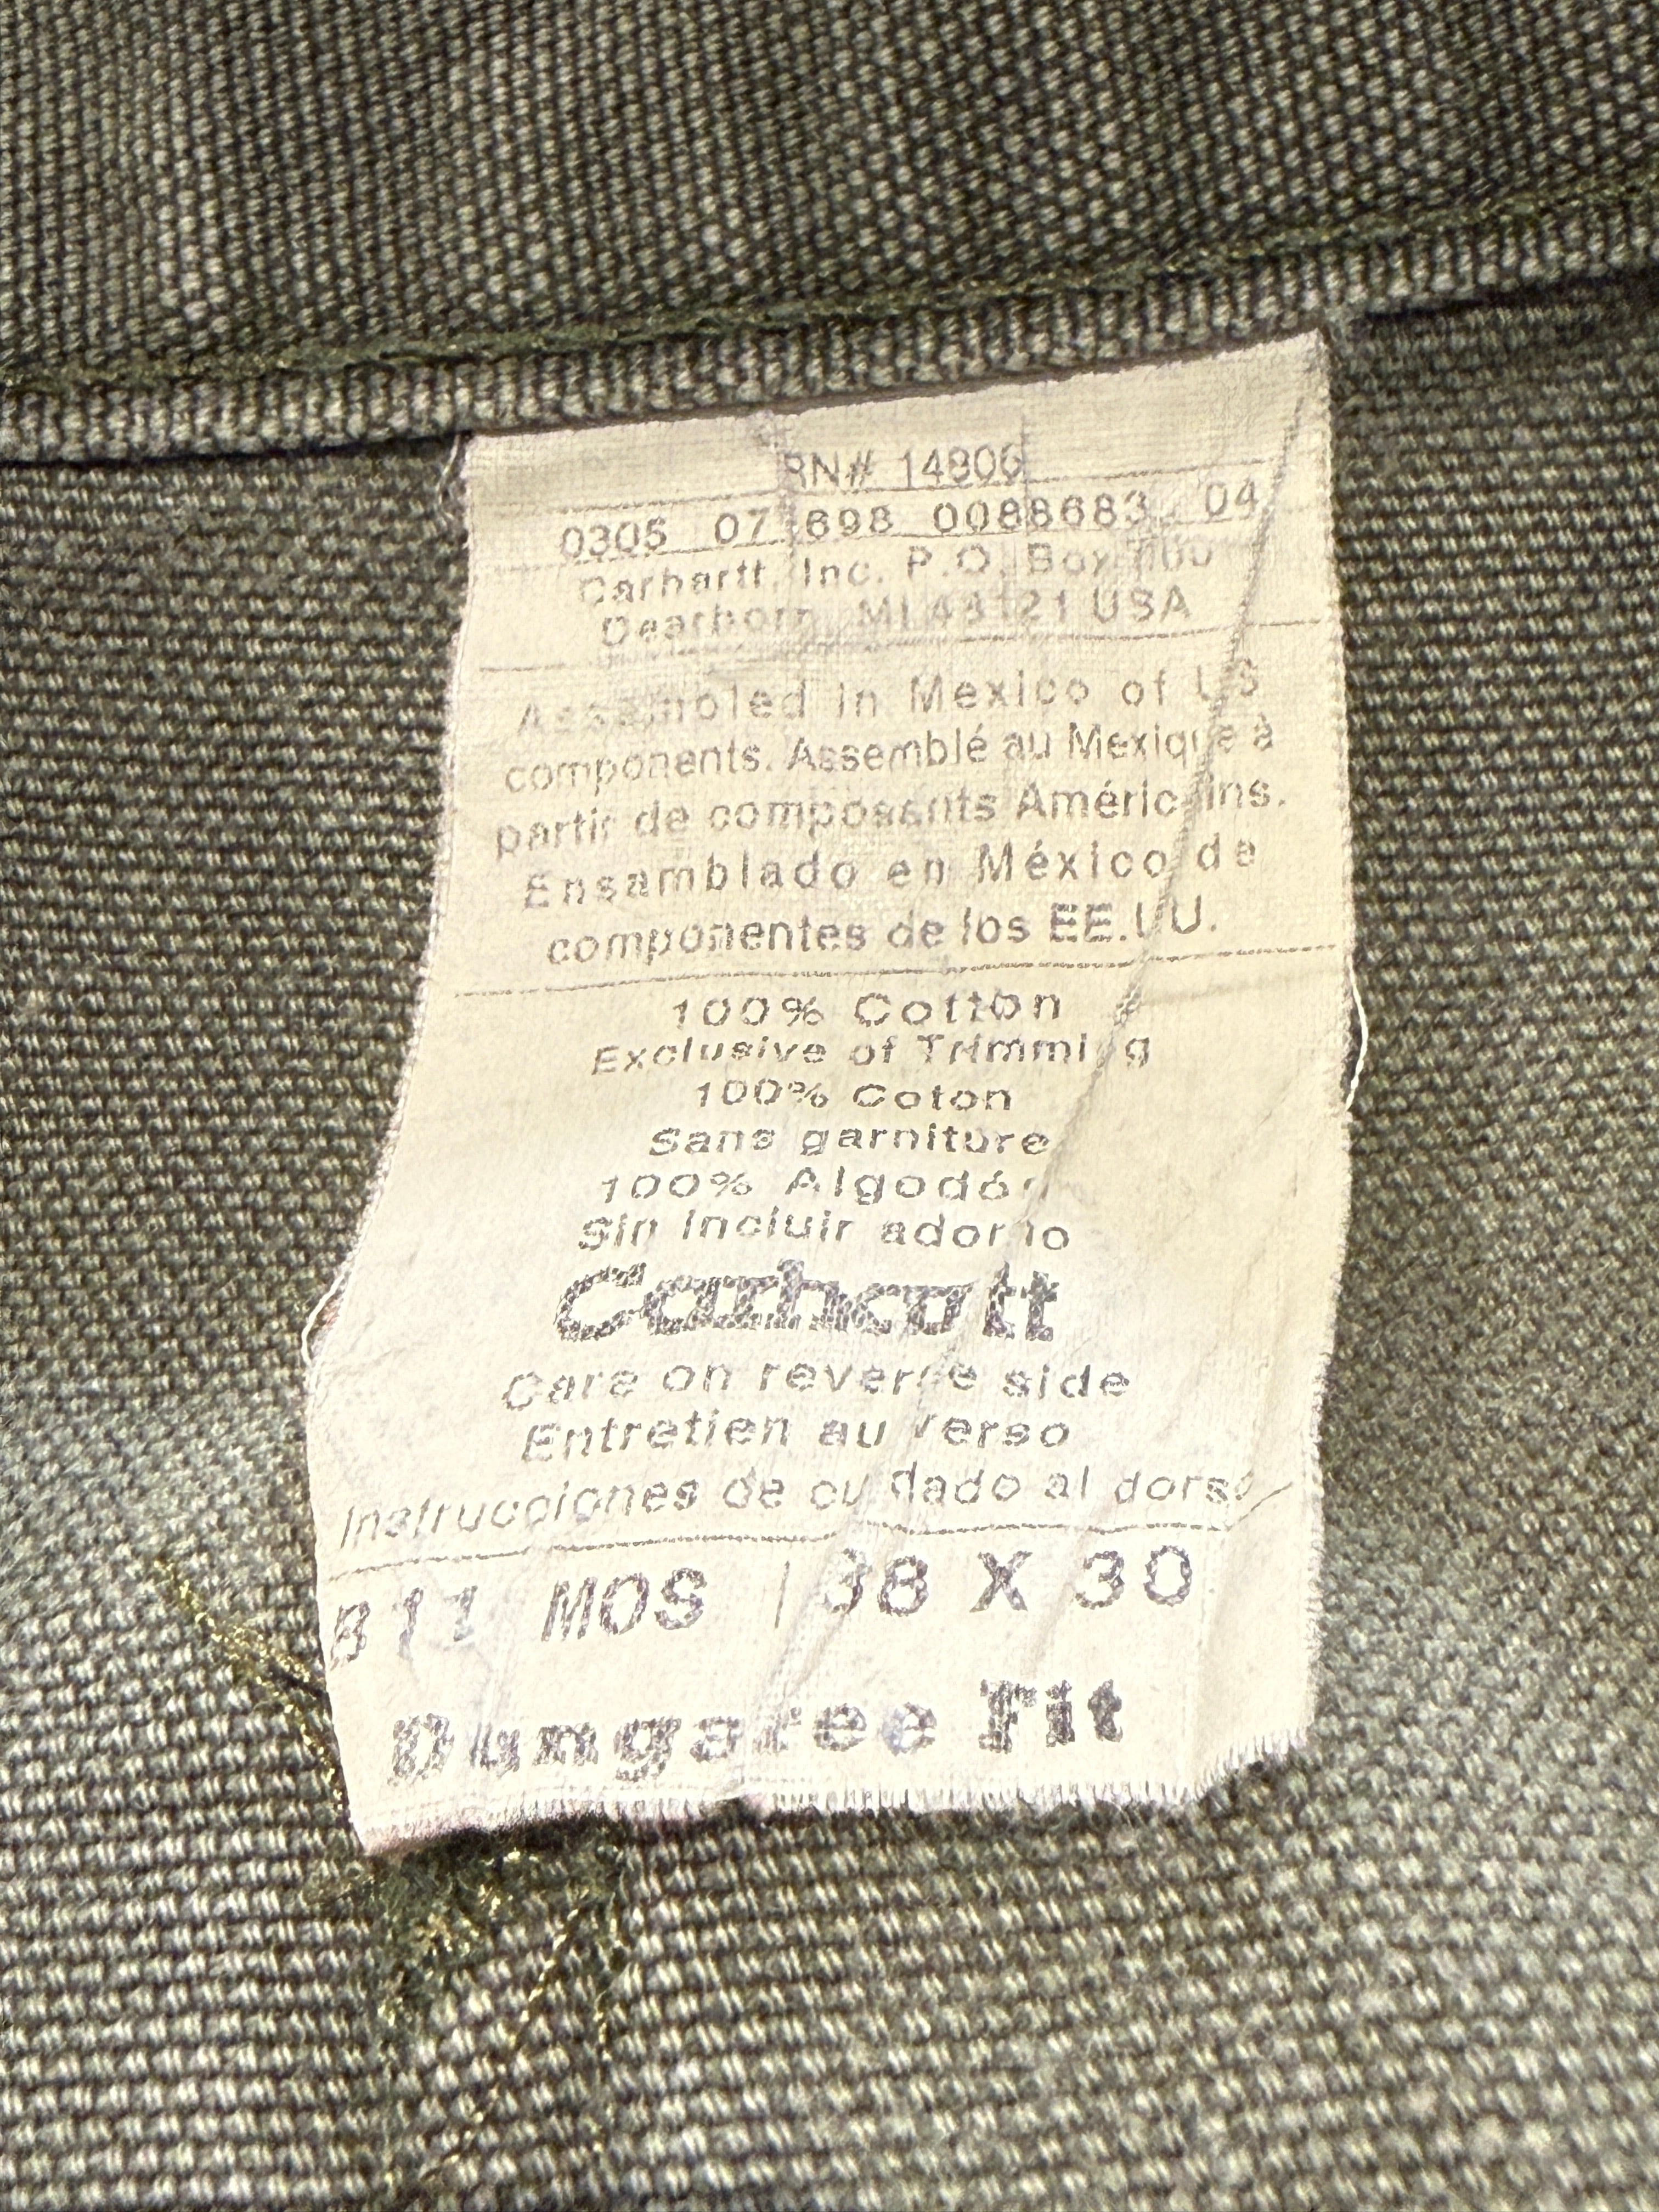 RN# 14806
0305 07 698 0088683 04
Carhartt, Inc. P.O. Box 600
Dearborn, MI 48121 USA
Assembled in Mexico of US
components. Assemblé au Mexique à
partir de composants Américains.
Ensamblado en México de
componentes de los EE.UU.
100% Cotton
Exclusive of Trimming
100% Coton
Sans garniture
100% Algodón
Sin incluir adorno
Carhartt
Care on reverse side
Entretien au verso
Instrucciones de cuidado al dorso
B11 MOS | 38 X 30
Dungaree Fit